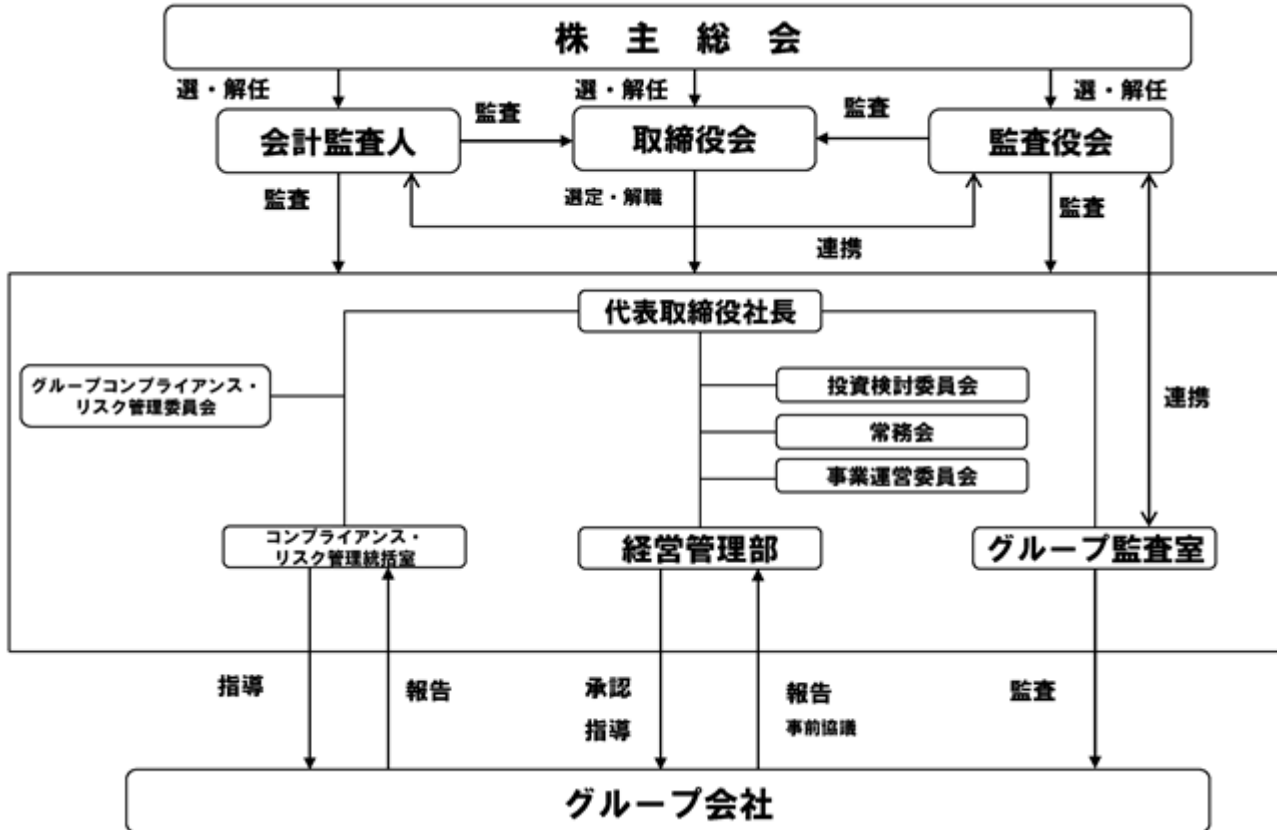 株主総会
選・解任
選・解任
選・解任
会計監査人
監査
取締役会
監査
監査役会
監査
選定・解職
連携
監査
代表取締役社長
グループコンプライアンス・
リスク管理委員会
投資検討委員会
常務会
事業運営委員会
連携
コンプライアンス・
リスク管理統括室
経営管理部
グループ監査室
指導
報告
承認
指導
報告
事前協議
監査
グループ会社